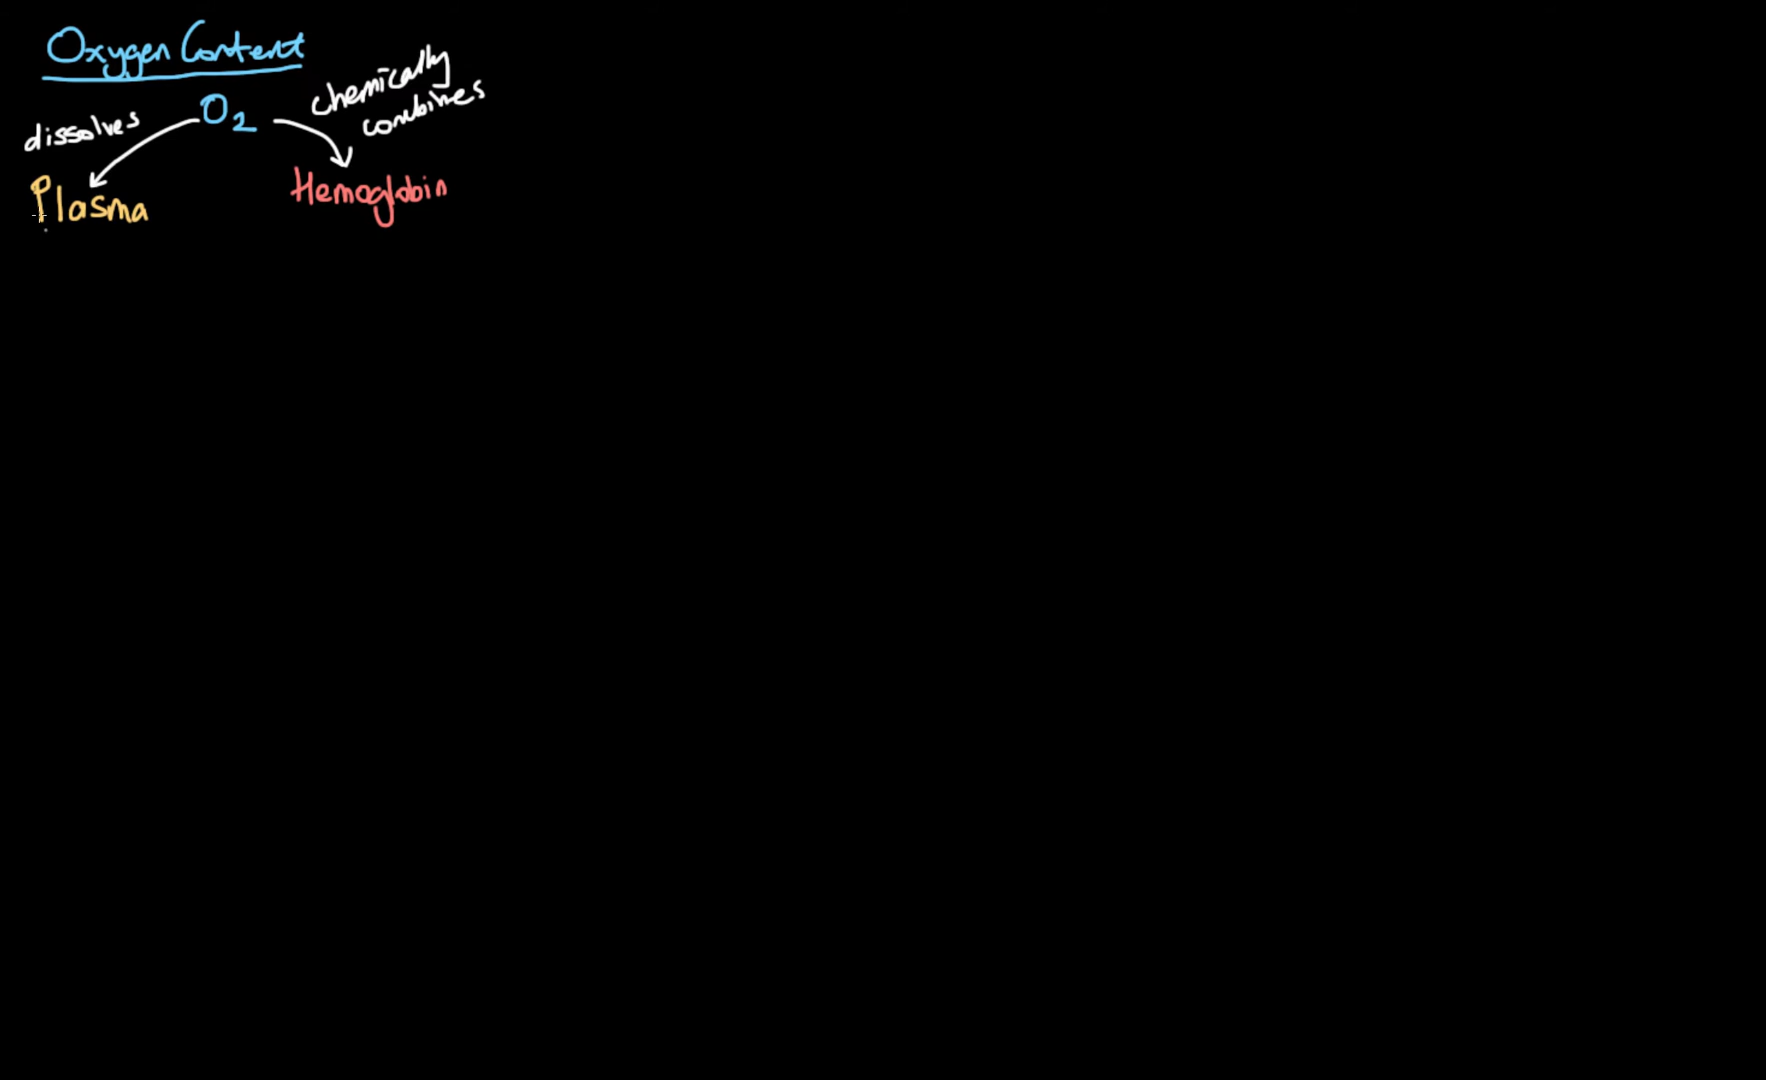 Oxygen Content
O2
dissolves
chemically
combines
Plasma
Hemoglobin